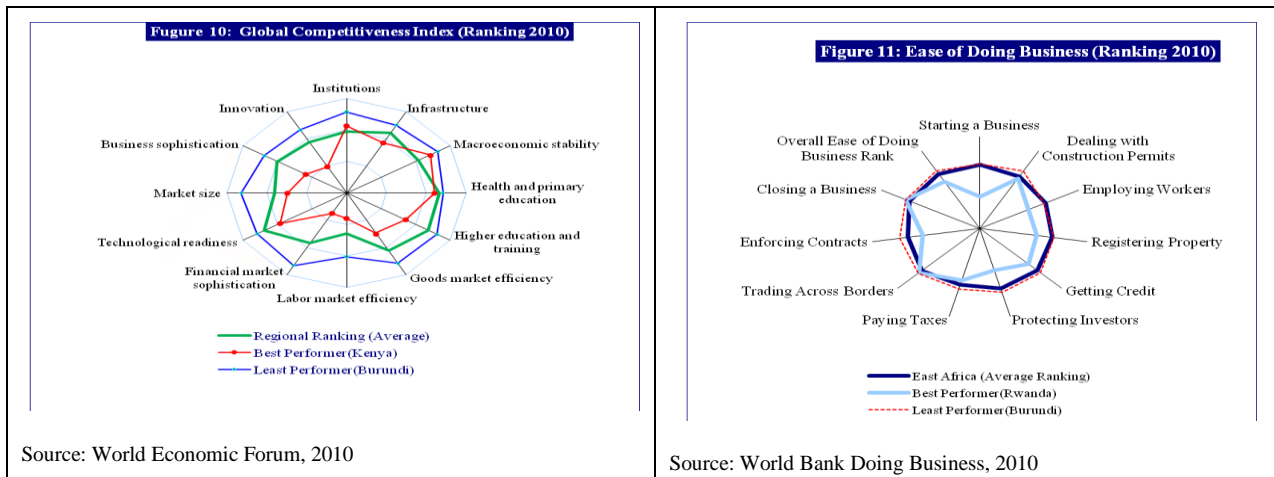 Fugure 10: Global Competitiveness Index (Ranking 2010)
Institutions
Infrastructure
Macroeconomic stability
Health and primary
education
Higher education and
training
Goods market efficiency
Labor market efficiency
Financial market
sophistication
Technological readiness
Market size
Business sophistication
Innovation
Regional Ranking (Average)
Best Performer(Kenya)
Least Performer(Burundi)
Source: World Economic Forum, 2010
Figure 11: Ease of Doing Business (Ranking 2010)
Starting a Business
Dealing with
Construction Permits
Employing Workers
Registering Property
Getting Credit
Protecting Investors
Paying Taxes
Trading Across Borders
Enforcing Contracts
Closing a Business
Overall Ease of Doing
Business Rank
East Africa (Average Ranking)
Best Performer(Rwanda)
Least Performer(Burundi)
Source: World Bank Doing Business, 2010